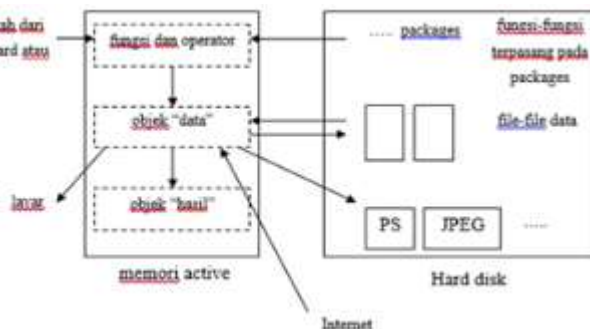 ah dari
ard atau
fungsi dan operator
objek "data"
objek "hasil"
layar
memori active
Internet
..... packages
fungsi-fungsi
terpasang pada
packages
file-file data
PS
JPEG
.....
Hard disk